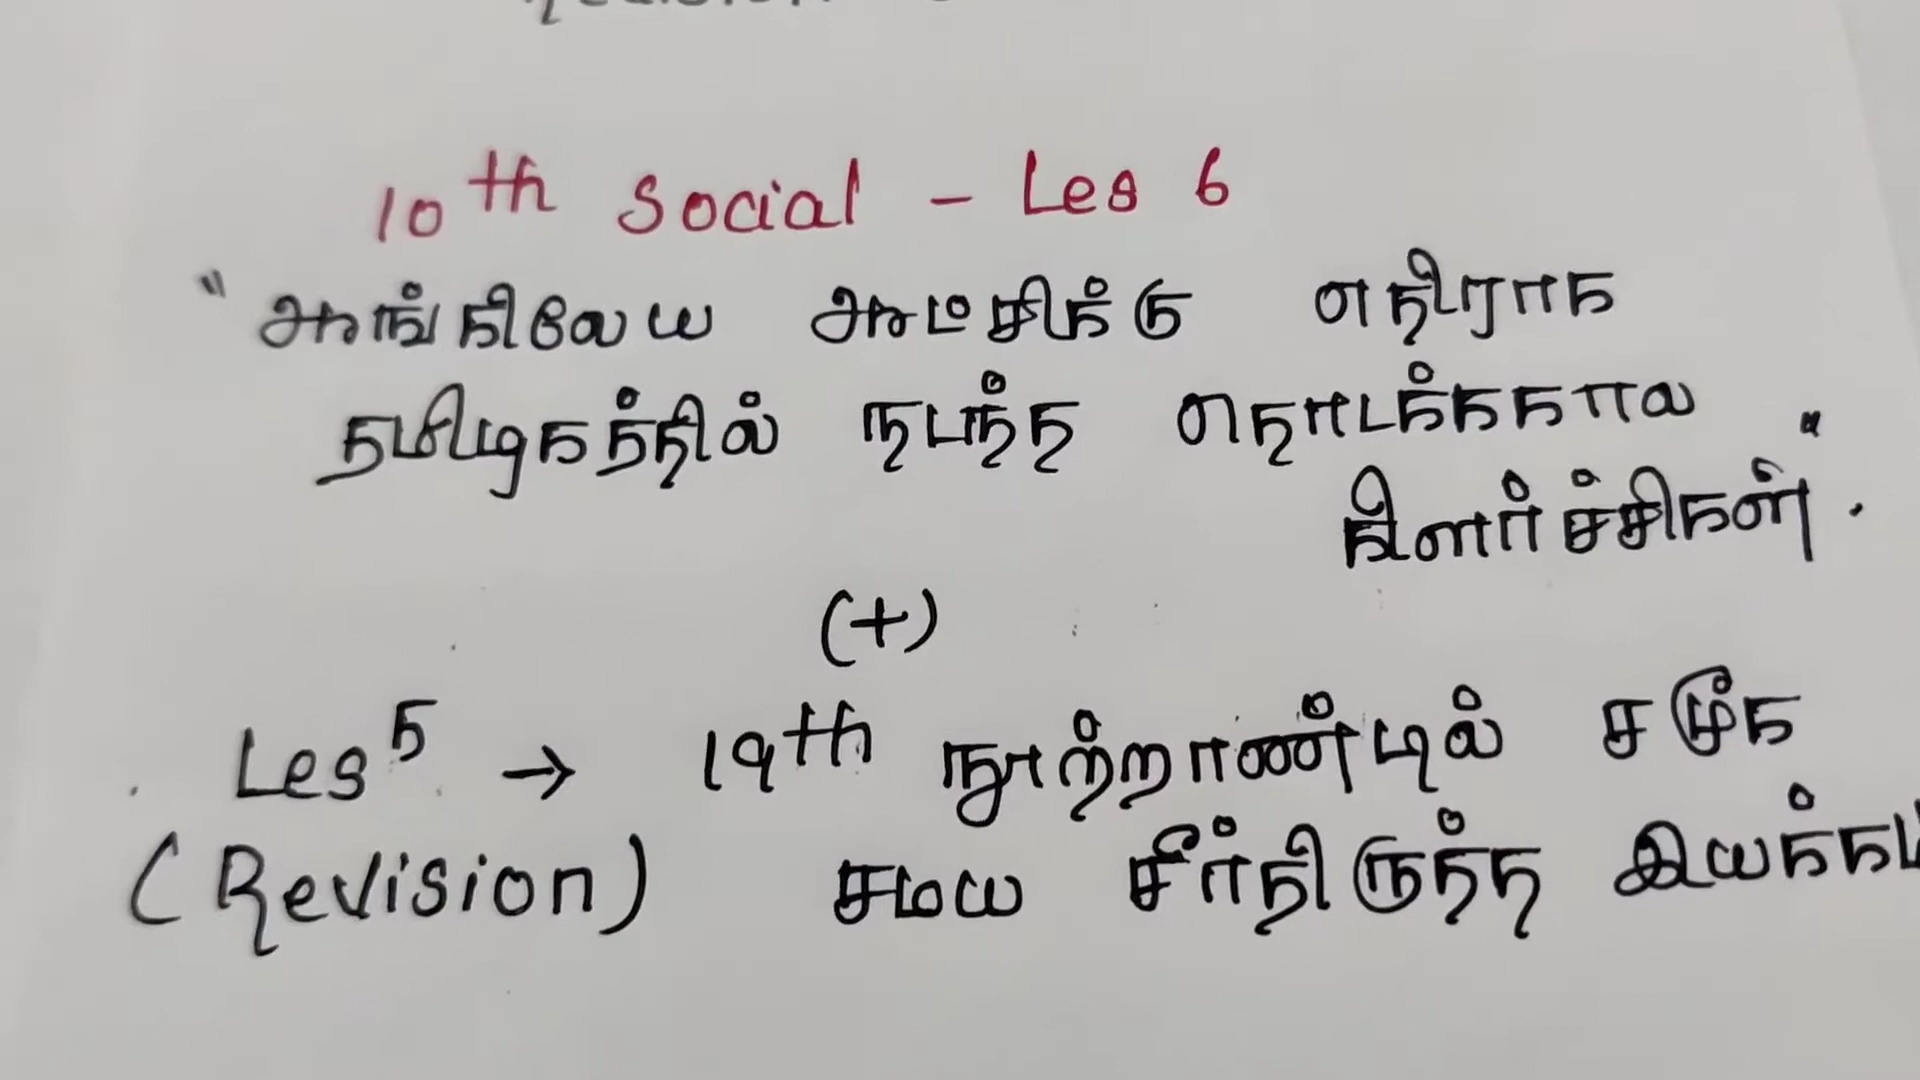 10th Social - Les 6
"ஆங்கிலேய ஆட்சிக்கு எதிராக
தமிழகத்தில் நடந்த தொடக்ககால
கிளர்ச்சிகள்".
(+)
Les 5 → 19th நூற்றாண்டில் சமூக
(Revision) சமய சீர்திருத்த